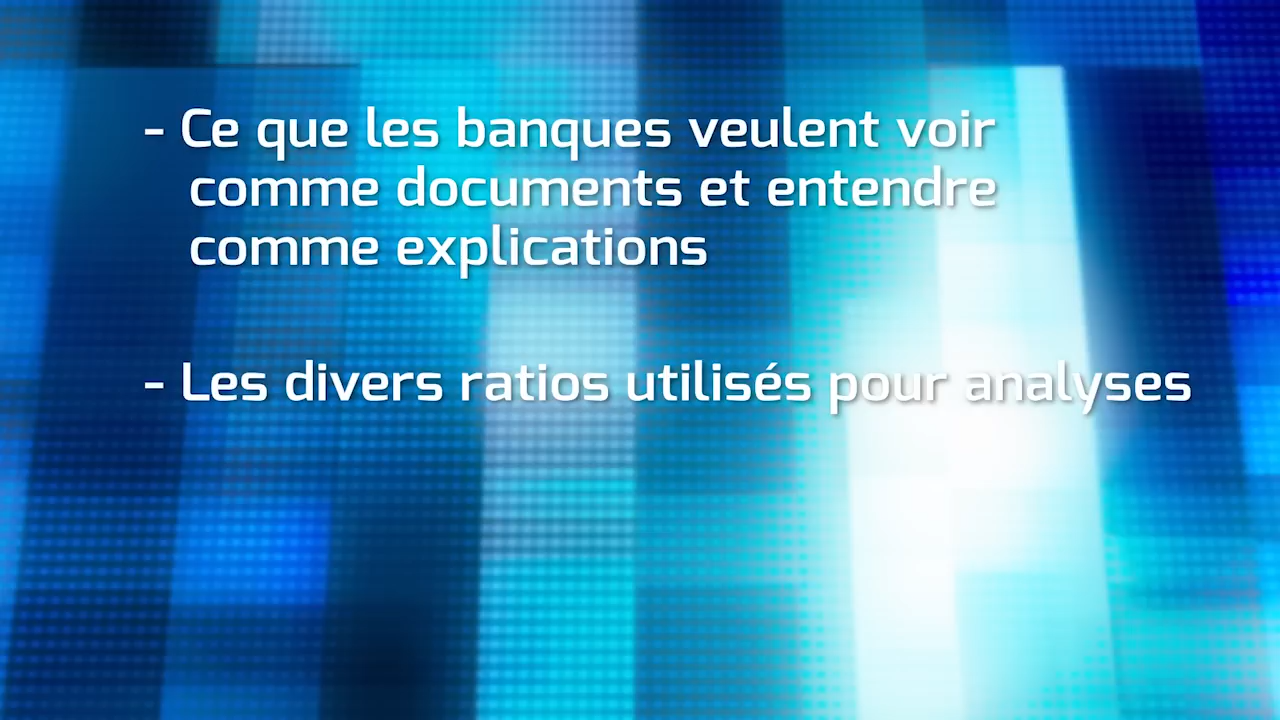 - Ce que les banques veulent voir
comme documents et entendre
comme explications
- Les divers ratios utilisés pour analyses